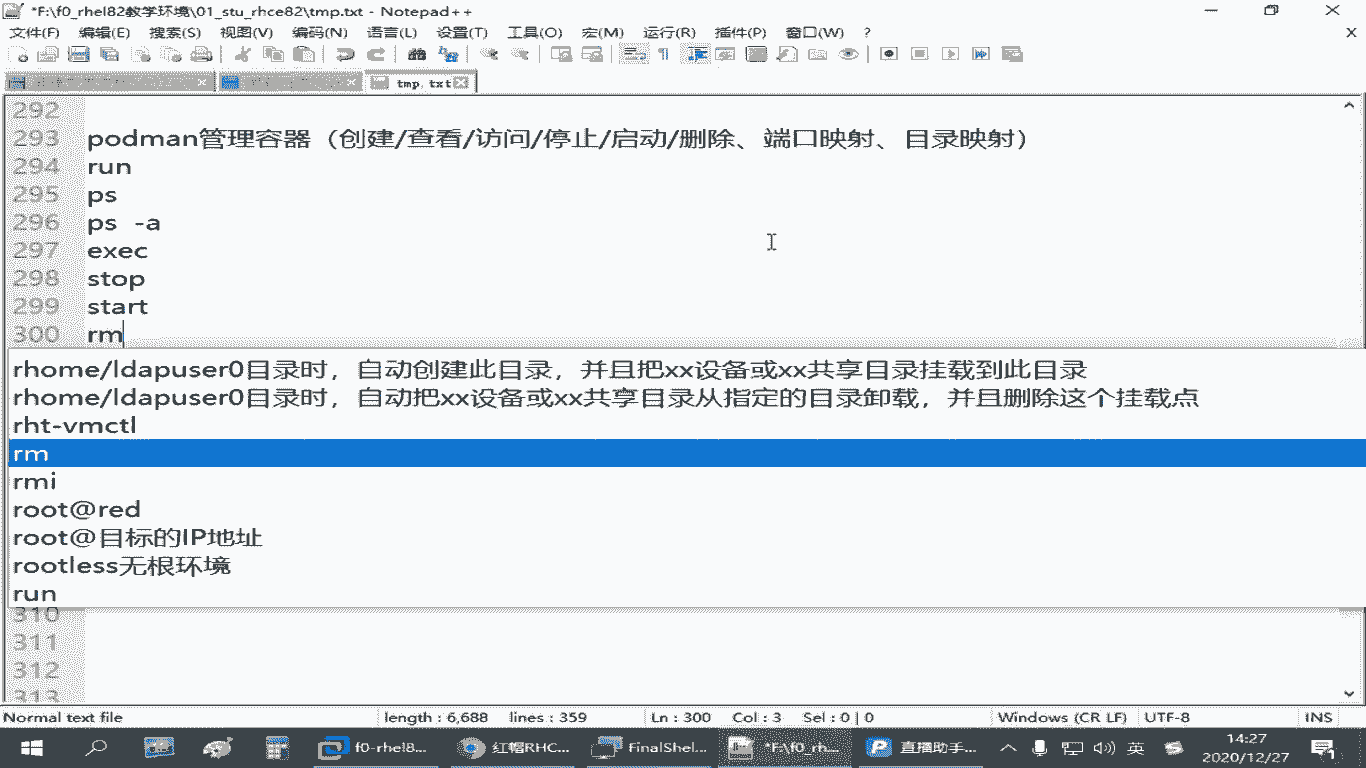 *F:\f0_rhel82教学环境\01_stu_rhce82\tmp.txt - Notepad++
文件(F) 编辑(E) 搜索(S) 视图(V) 编码(N) 语言(L) 设置(T) 工具(O) 宏(M) 运行(R) 插件(P) 窗口(W) ? X
tmp.txt
292
293 podman管理容器（创建/查看/访问/停止/启动/删除、端口映射、目录映射）
294 run
295 ps
296 ps -a
297 exec
298 stop
299 start
300 rm
rhome/ldapuser0目录时，自动创建此目录，并且把xx设备或xx共享目录挂载到此目录
rhome/ldapuser0目录时，自动把xx设备或xx共享目录从指定的目录卸载，并且删除这个挂载点
rht-vmctl
rm
rmi
root@red
root@目标的IP地址
rootless无根环境
run
310
311
312
313
Normal text file length : 6,688 lines : 359 Ln : 300 Col : 3 Sel : 0 | 0 Windows (CR LF) UTF-8 INS
f0-rhel8... 红帽RHC... FinalShel... *F:\f0_rh... 直播助手... 英 14:27
2020/12/27